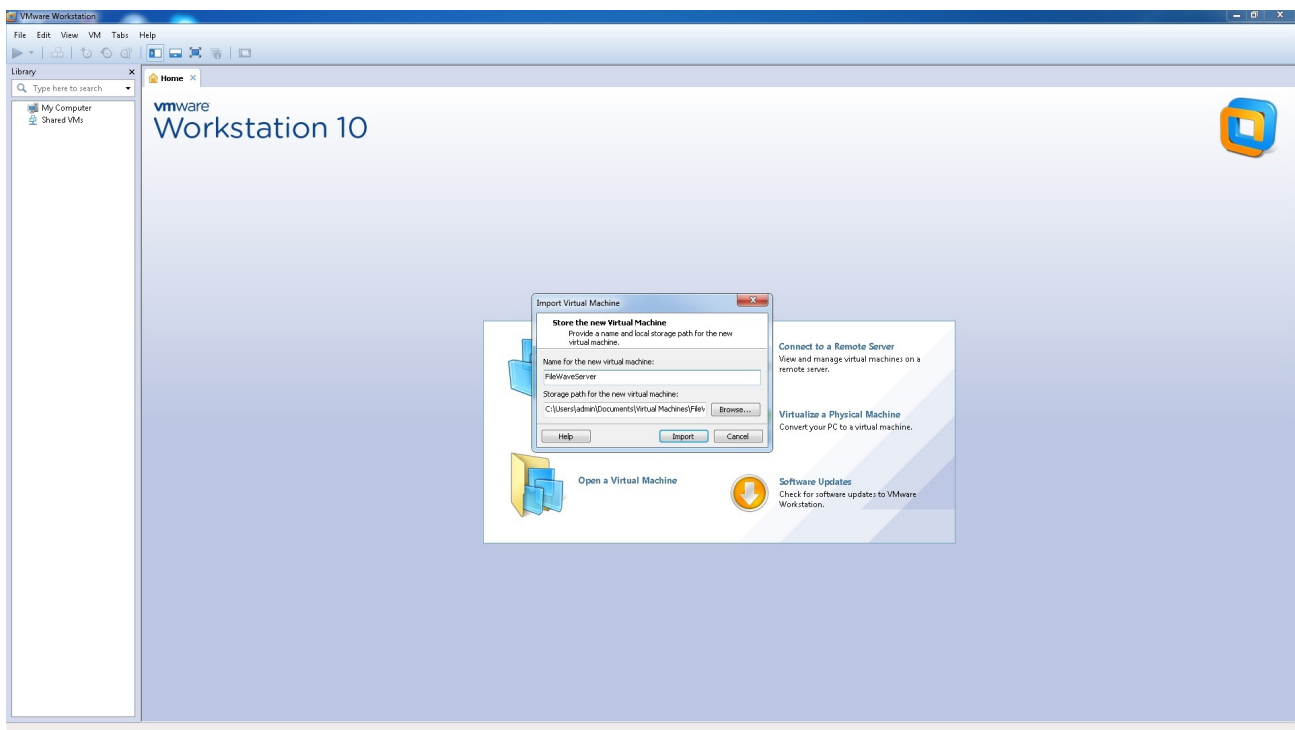 VMware Workstation
File Edit View VM Tabs Help
Library
Type here to search
My Computer
Shared VMs
Home
vmware
Workstation 10
Import Virtual Machine
Store the new Virtual Machine
Provide a name and local storage path for the new
virtual machine.
Name for the new virtual machine:
FileWaveServer
Storage path for the new virtual machine:
C:\Users\admin\Documents\Virtual Machines\File
Browse...
Help Import Cancel
Connect to a Remote Server
View and manage virtual machines on a
remote server.
Virtualize a Physical Machine
Convert your PC to a virtual machine.
Open a Virtual Machine
Software Updates
Check for software updates to VMware
Workstation.